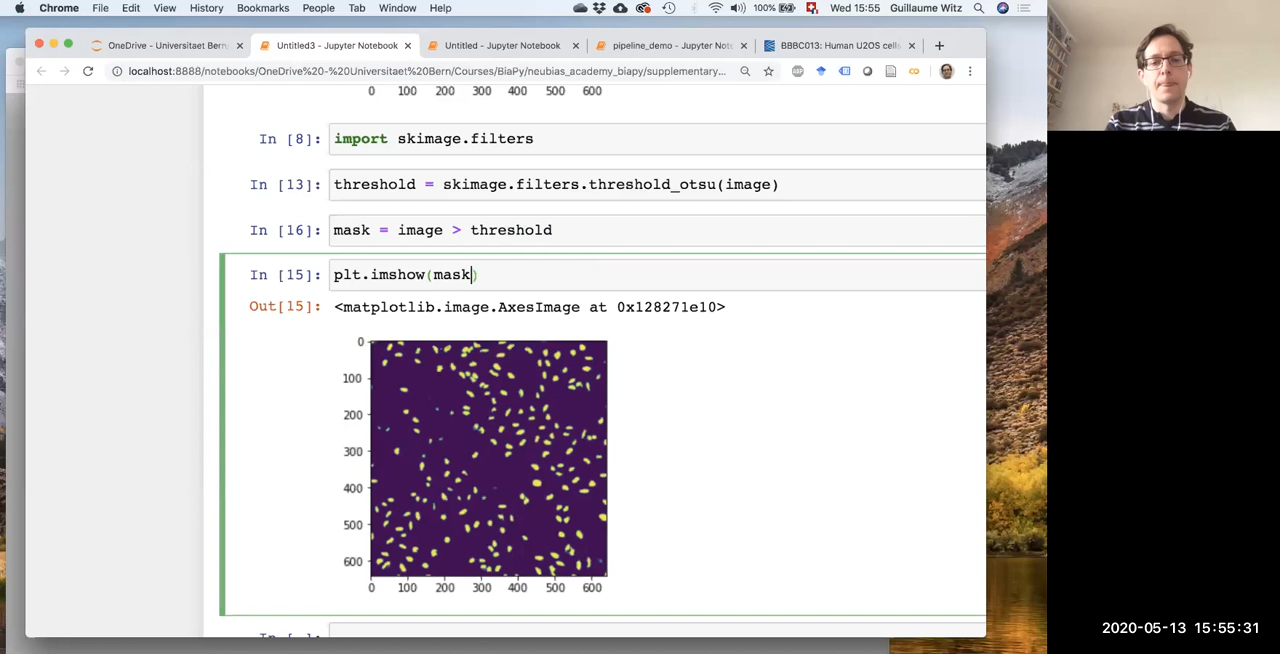 Chrome File Edit View History Bookmarks People Tab Window Help 100% Wed 15:55 Guillaume Witz
OneDrive - Universitaet Bern Untitled3 - Jupyter Notebook Untitled - Jupyter Notebook pipeline_demo - Jupyter Not BBBC013: Human U2OS cells
localhost:8888/notebooks/OneDrive%20-%20Universitaet%20Bern/Courses/BiaPy/neubias_academy_biapy/supplementary...
0 100 200 300 400 500 600
In [8]: import skimage.filters
In [13]: threshold = skimage.filters.threshold_otsu(image)
In [16]: mask = image > threshold
In [15]: plt.imshow(mask)
Out[15]: <matplotlib.image.AxesImage at 0x128271e10>
0
100
200
300
400
500
600
0 100 200 300 400 500 600
2020-05-13 15:55:31